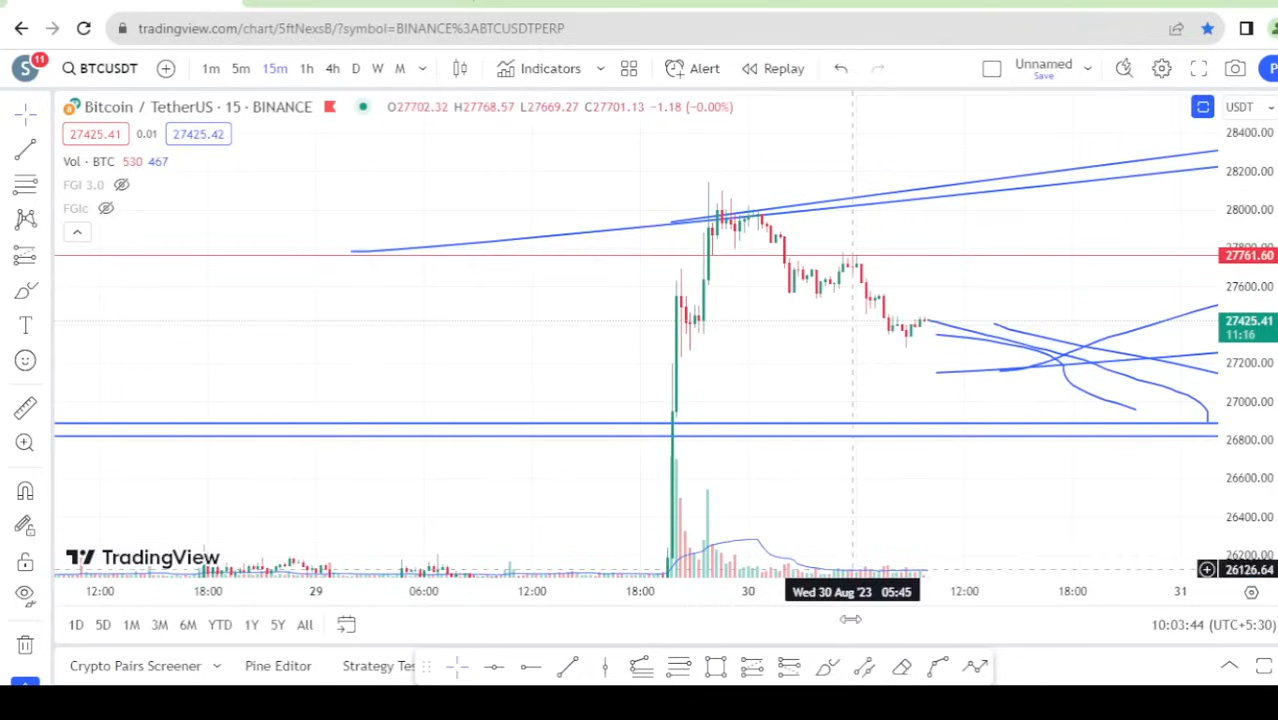 tradingview.com/chart/5ftNexsB/?symbol=BINANCE%3ABTCUSDTPERP
S 11 BTCUSDT 1m 5m 15m 1h 4h D W M Indicators Alert Replay Unnamed Save P
Bitcoin / TetherUS · 15 · BINANCE O27702.32 H27768.57 L27669.27 C27701.13 −1.18 (−0.00%) USDT
27425.41 0.01 27425.42
Vol · BTC 530 467
FGI 3.0
FGIc
28400.00
28200.00
28000.00
27800.00
27761.60
27600.00
27425.41
11:16
27200.00
27000.00
26800.00
26600.00
26400.00
26200.00
26126.64
TradingView
12:00 18:00 29 06:00 12:00 18:00 30 Wed 30 Aug '23 05:45 12:00 18:00 31
1D 5D 1M 3M 6M YTD 1Y 5Y All 10:03:44 (UTC+5:30)
Crypto Pairs Screener Pine Editor Strategy Tes